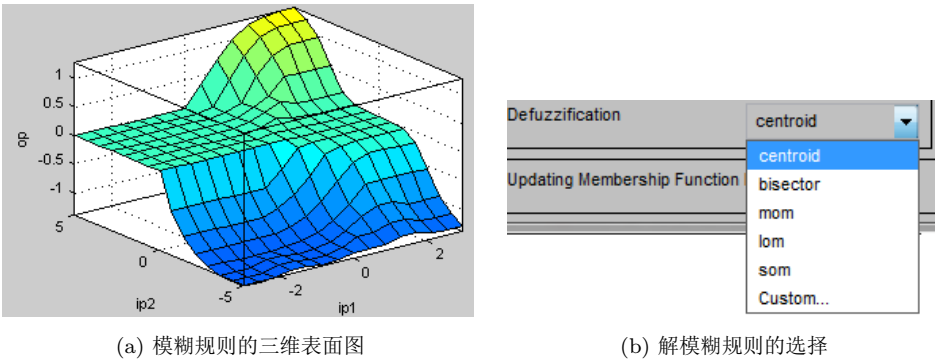 1
0.5
0
-0.5
-1
op
5
0
-5
ip2
-2
0
2
ip1
(a) 模糊规则的三维表面图
Defuzzification
centroid
centroid
bisector
mom
lom
som
Custom...
Updating Membership Function
(b) 解模糊规则的选择